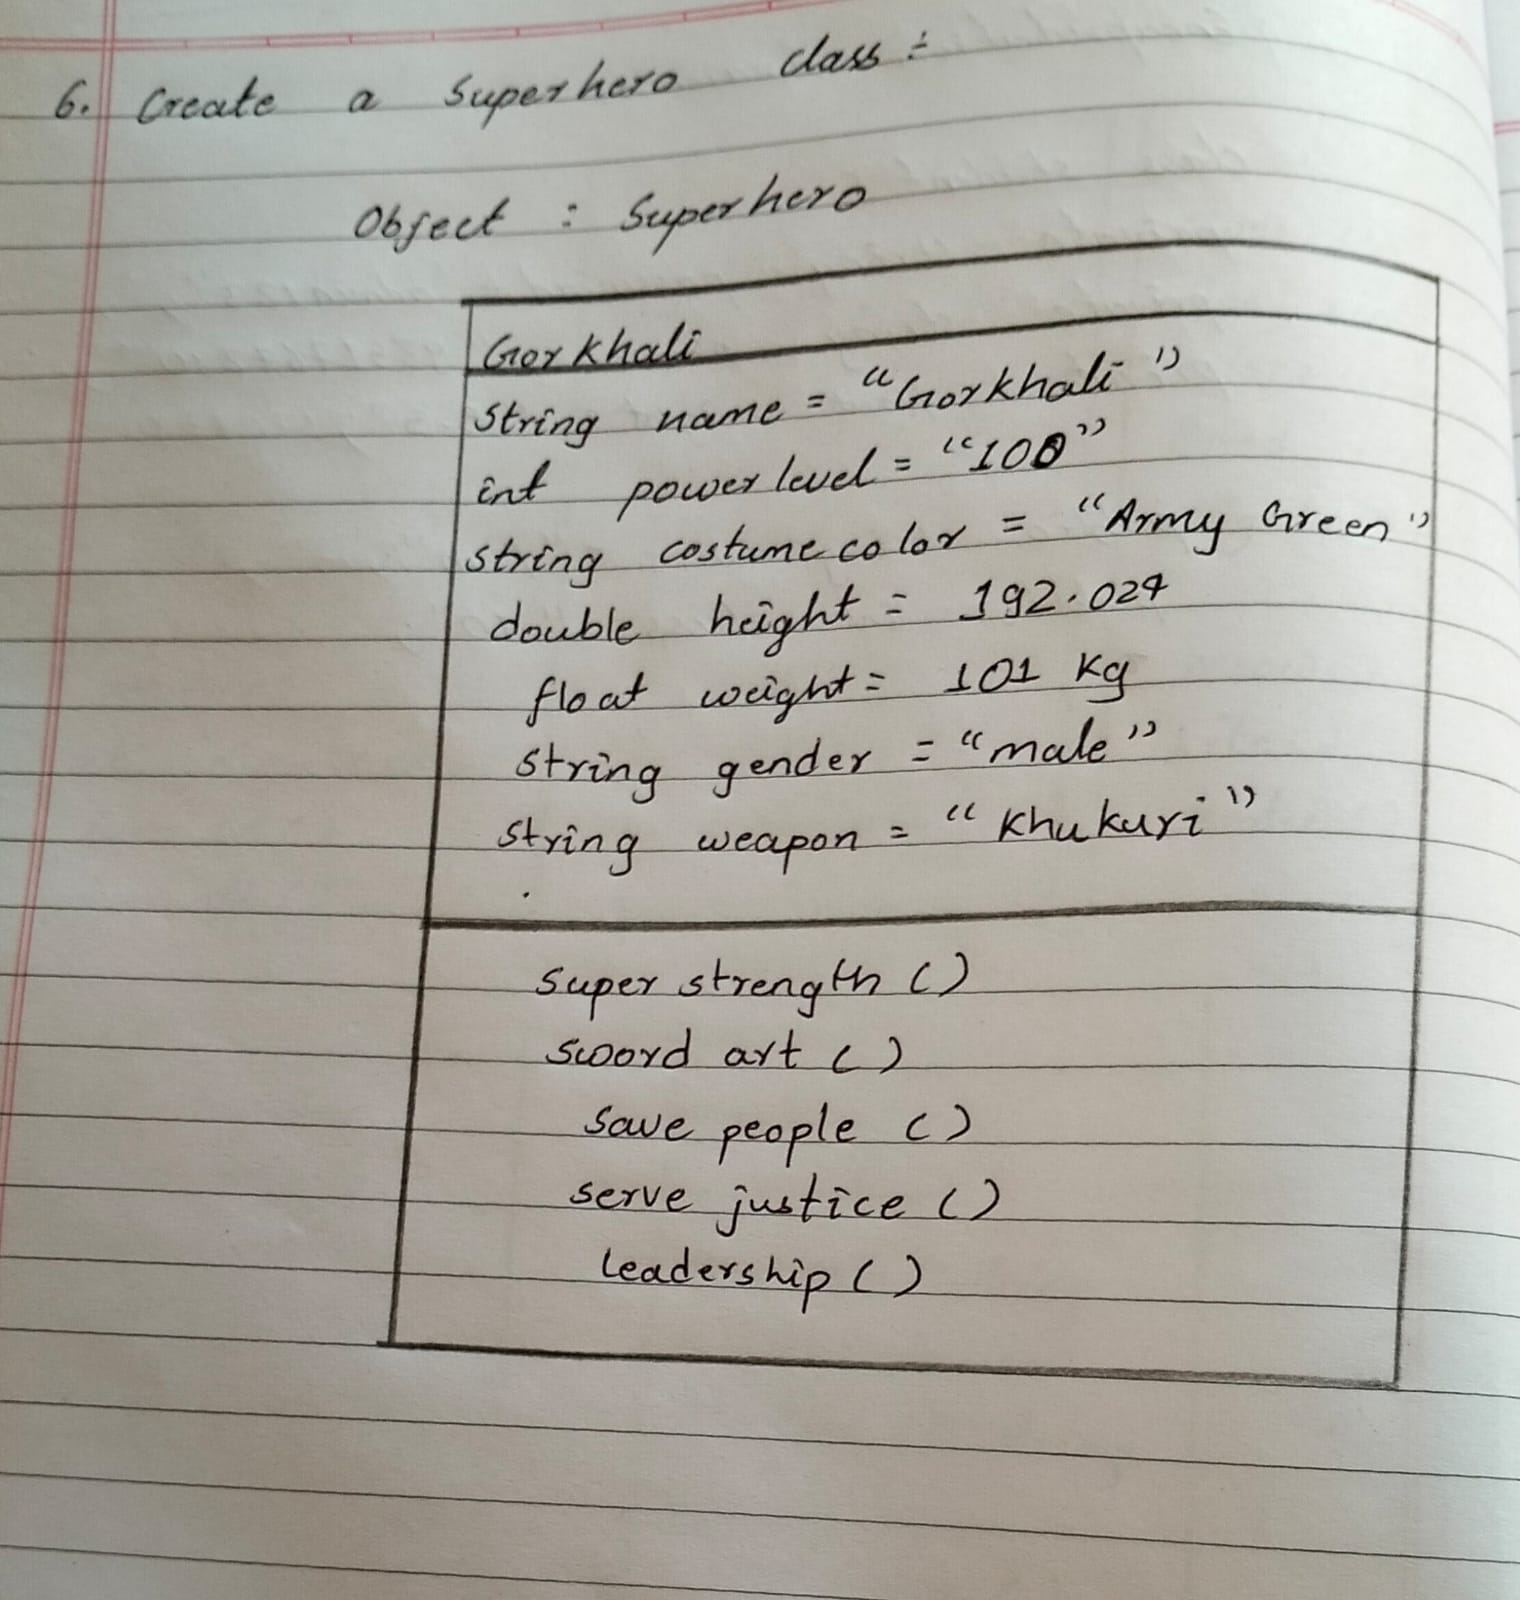 6. Create a Superhero class :-
Object : Superhero
Gorkhali
String name = "Gorkhali"
int power level = "100"
String costume color = "Army Green"
double height = 192.024
float weight = 101 Kg
String gender = "male"
String weapon = "Khukuri"
Super strength ()
sword art ()
Save people ()
serve justice ()
leadership ()